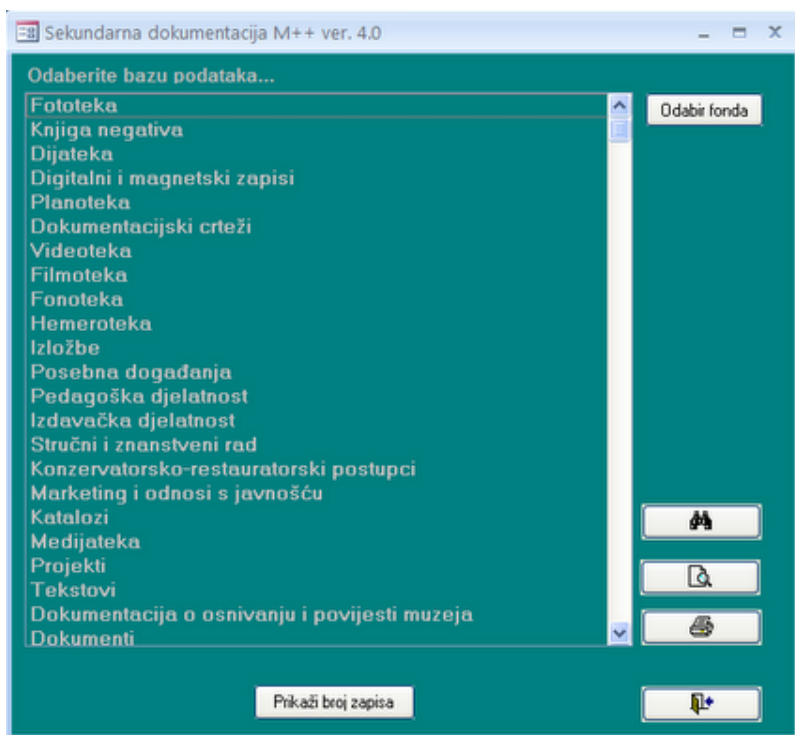 Sekundarna dokumentacija M++ ver. 4.0
Odaberite bazu podataka...
Fototeka
Knjiga negativa
Dijateka
Digitalni i magnetski zapisi
Planoteka
Dokumentacijski crteži
Videoteka
Filmoteka
Fonoteka
Hemeroteka
Izložbe
Posebna događanja
Pedagoška djelatnost
Izdavačka djelatnost
Stručni i znanstveni rad
Konzervatorsko-restauratorski postupci
Marketing i odnosi s javnošću
Katalozi
Medijateka
Projekti
Tekstovi
Dokumentacija o osnivanju i povijesti muzeja
Dokumenti
Odabir fonda
Prikaži broj zapisa